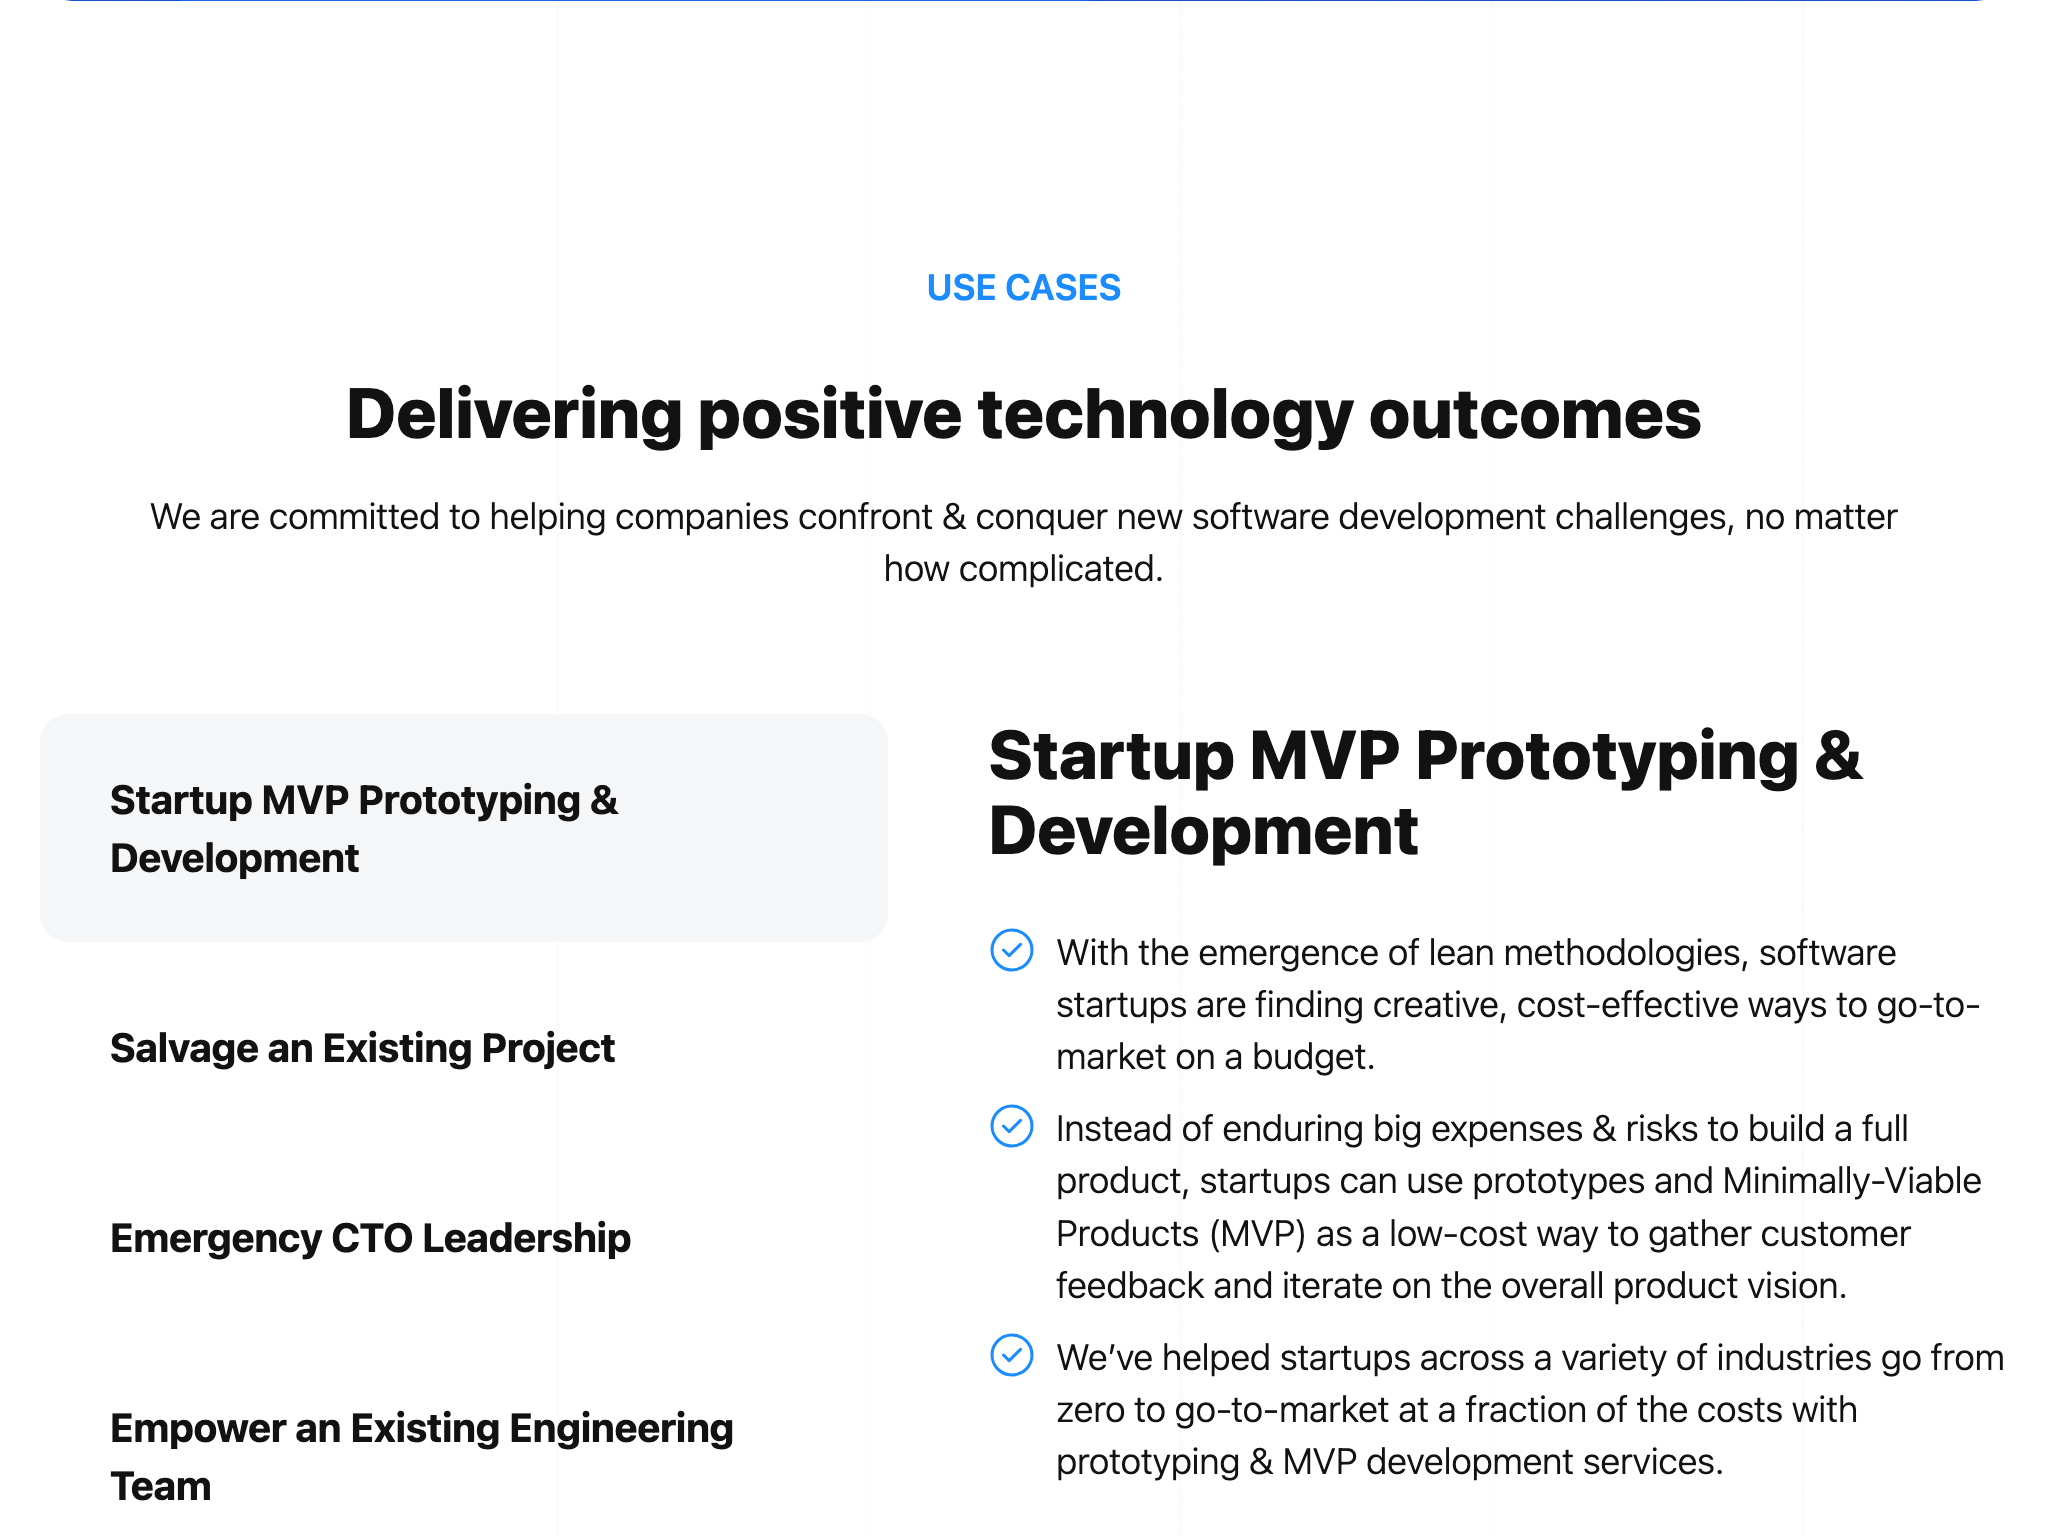 USE CASES
Delivering positive technology outcomes
We are committed to helping companies confront & conquer new software development challenges, no matter
how complicated.
Startup MVP Prototyping &
Development
Salvage an Existing Project
Emergency CTO Leadership
Empower an Existing Engineering
Team
Startup MVP Prototyping &
Development
With the emergence of lean methodologies, software
startups are finding creative, cost-effective ways to go-to-
market on a budget.
Instead of enduring big expenses & risks to build a full
product, startups can use prototypes and Minimally-Viable
Products (MVP) as a low-cost way to gather customer
feedback and iterate on the overall product vision.
We’ve helped startups across a variety of industries go from
zero to go-to-market at a fraction of the costs with
prototyping & MVP development services.